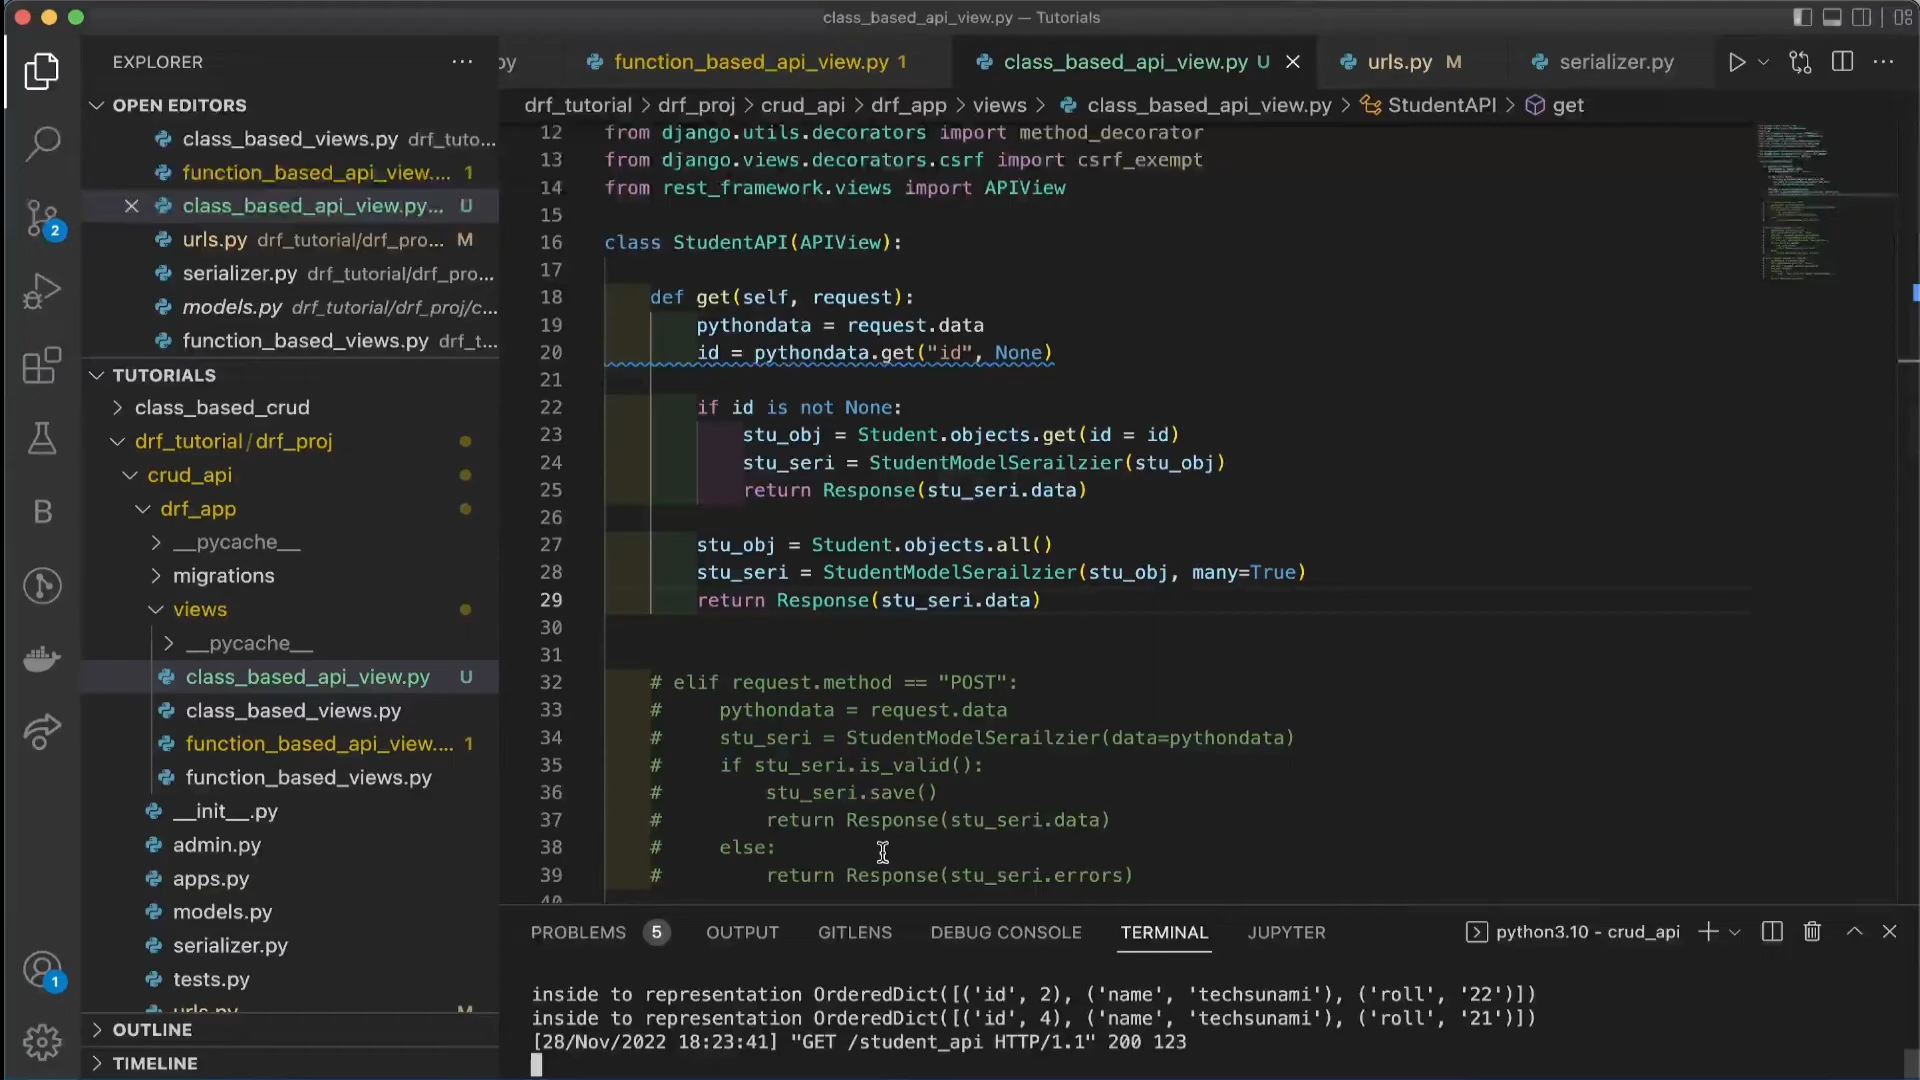 class_based_api_view.py — Tutorials
EXPLORER
py
function_based_api_view.py 1
class_based_api_view.py U
urls.py M
serializer.py
drf_tutorial > drf_proj > crud_api > drf_app > views > class_based_api_view.py > StudentAPI > get
OPEN EDITORS
class_based_views.py drf_tuto...
function_based_api_view.... 1
class_based_api_view.py... U
urls.py drf_tutorial/drf_pro... M
serializer.py drf_tutorial/drf_pro...
models.py drf_tutorial/drf_proj/c...
function_based_views.py drf_t...
TUTORIALS
class_based_crud
drf_tutorial / drf_proj
crud_api
drf_app
__pycache__
migrations
views
__pycache__
class_based_api_view.py U
class_based_views.py
function_based_api_view.... 1
function_based_views.py
__init__.py
admin.py
apps.py
models.py
serializer.py
tests.py
urls.py M
OUTLINE
TIMELINE
2
B
1
12 from django.utils.decorators import method_decorator
13 from django.views.decorators.csrf import csrf_exempt
14 from rest_framework.views import APIView
15
16 class StudentAPI(APIView):
17
18 def get(self, request):
19 pythondata = request.data
20 id = pythondata.get("id", None)
21
22 if id is not None:
23 stu_obj = Student.objects.get(id = id)
24 stu_seri = StudentModelSerailzier(stu_obj)
25 return Response(stu_seri.data)
26
27 stu_obj = Student.objects.all()
28 stu_seri = StudentModelSerailzier(stu_obj, many=True)
29 return Response(stu_seri.data)
30
31
32 # elif request.method == "POST":
33 # pythondata = request.data
34 # stu_seri = StudentModelSerailzier(data=pythondata)
35 # if stu_seri.is_valid():
36 # stu_seri.save()
37 # return Response(stu_seri.data)
38 # else:
39 # return Response(stu_seri.errors)
40
PROBLEMS 5 OUTPUT GITLENS DEBUG CONSOLE TERMINAL JUPYTER
python3.10 - crud_api
inside to representation OrderedDict([('id', 2), ('name', 'techsunami'), ('roll', '22')])
inside to representation OrderedDict([('id', 4), ('name', 'techsunami'), ('roll', '21')])
[28/Nov/2022 18:23:41] "GET /student_api HTTP/1.1" 200 123